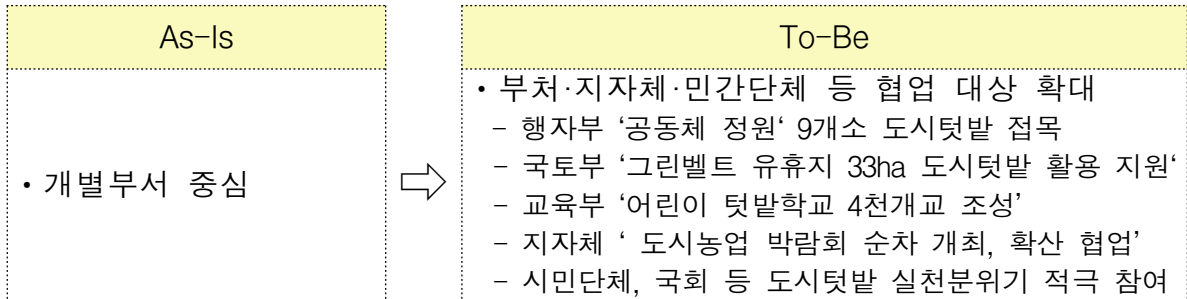 As-Is
To-Be
• 개별부서 중심
• 부처·지자체·민간단체 등 협업 대상 확대
- 행자부 ‘공동체 정원‘ 9개소 도시텃밭 접목
- 국토부 ‘그린벨트 유휴지 33ha 도시텃밭 활용 지원‘
- 교육부 ‘어린이 텃밭학교 4천개교 조성’
- 지자체 ‘ 도시농업 박람회 순차 개최, 확산 협업’
- 시민단체, 국회 등 도시텃밭 실천분위기 적극 참여